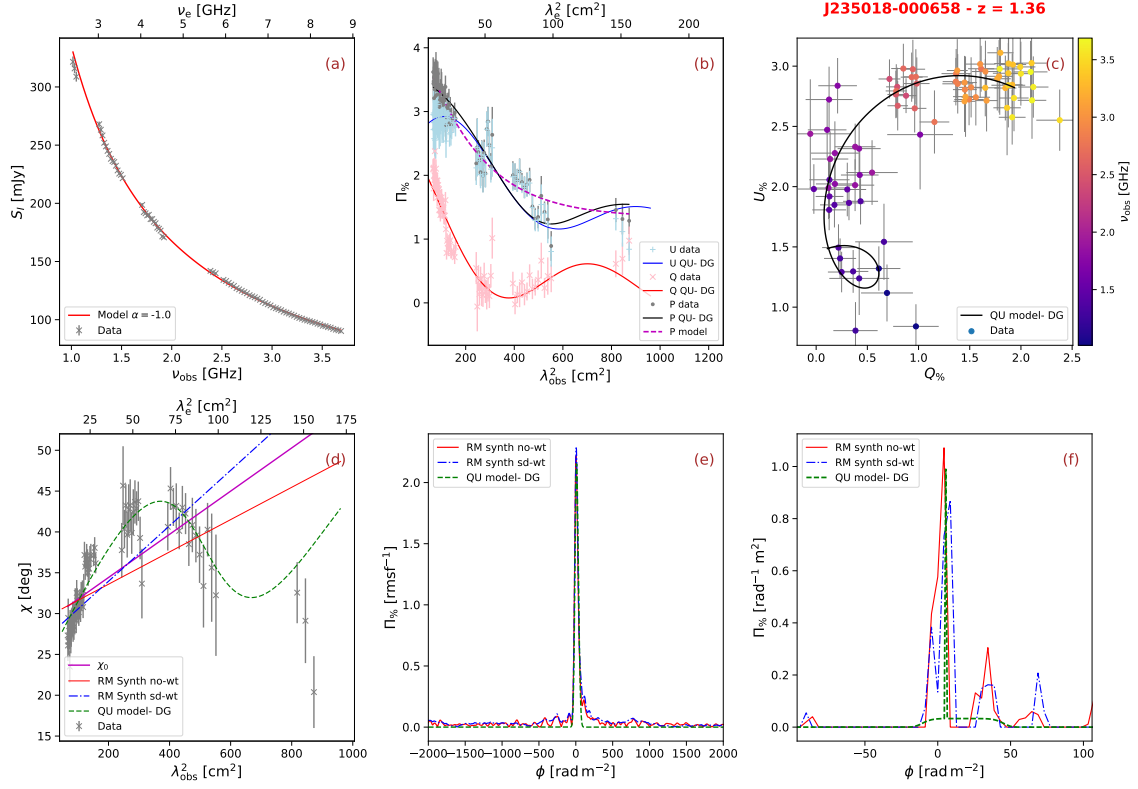 J235018-000658 - z = 1.36
ν_e [GHz]
3 4 5 6 7 8 9
(a)
S_I [mJy]
300
250
200
150
100
Model α = -1.0
Data
1.0 1.5 2.0 2.5 3.0 3.5
ν_obs [GHz]
λ_e^2 [cm^2]
50 100 150 200
(b)
Π_%
4
3
2
1
0
U data
U QU- DG
Q data
Q QU- DG
P data
P QU- DG
P model
200 400 600 800 1000 1200
λ_obs^2 [cm^2]
(c)
U_%
3.0
2.5
2.0
1.5
1.0
QU model- DG
Data
0.0 0.5 1.0 1.5 2.0 2.5
Q_%
3.5
3.0
2.5
2.0
1.5
ν_obs [GHz]
λ_e^2 [cm^2]
25 50 75 100 125 150 175
(d)
χ [deg]
50
45
40
35
30
25
20
15
χ_0
RM Synth no-wt
RM Synth sd-wt
QU model- DG
Data
200 400 600 800 1000
λ_obs^2 [cm^2]
RM synth no-wt
RM synth sd-wt
QU model- DG
(e)
Π_% [rmsf^-1]
2.0
1.5
1.0
0.5
0.0
−2000 −1500 −1000 −500 0 500 1000 1500 2000
ϕ [rad m^−2]
RM synth no-wt
RM synth sd-wt
QU model- DG
(f)
Π_% [rad^-1 m^2]
1.0
0.8
0.6
0.4
0.2
0.0
−50 0 50 100
ϕ [rad m^−2]